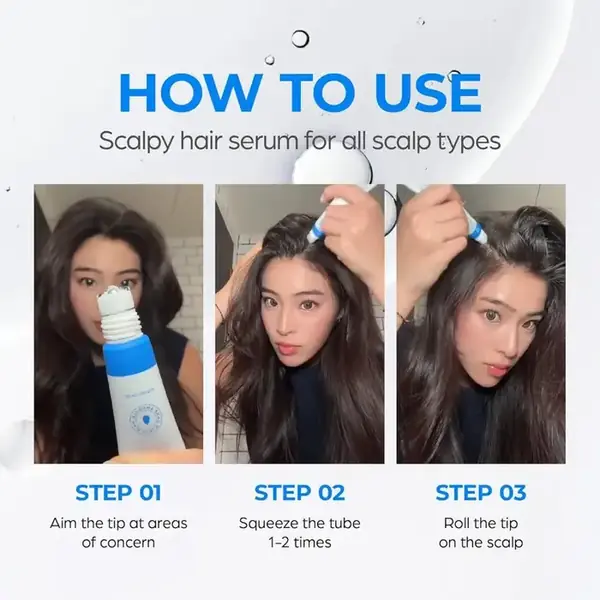 HOW TO USE
Scalpy hair serum for all scalp types
STEP 01
Aim the tip at areas
of concern
STEP 02
Squeeze the tube
1-2 times
STEP 03
Roll the tip
on the scalp